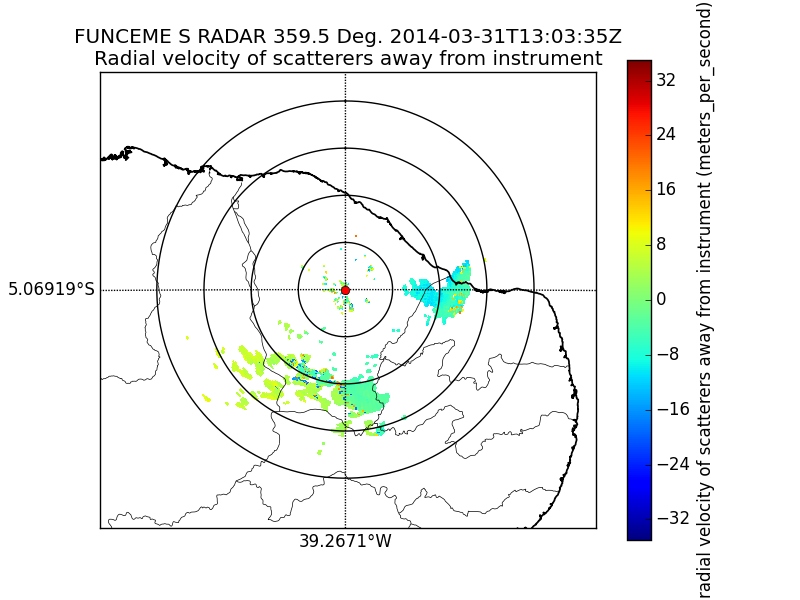 FUNCEME S RADAR 359.5 Deg. 2014-03-31T13:03:35Z
Radial velocity of scatterers away from instrument
5.06919°S
39.2671°W
32
24
16
8
0
−8
−16
−24
−32
radial velocity of scatterers away from instrument (meters_per_second)